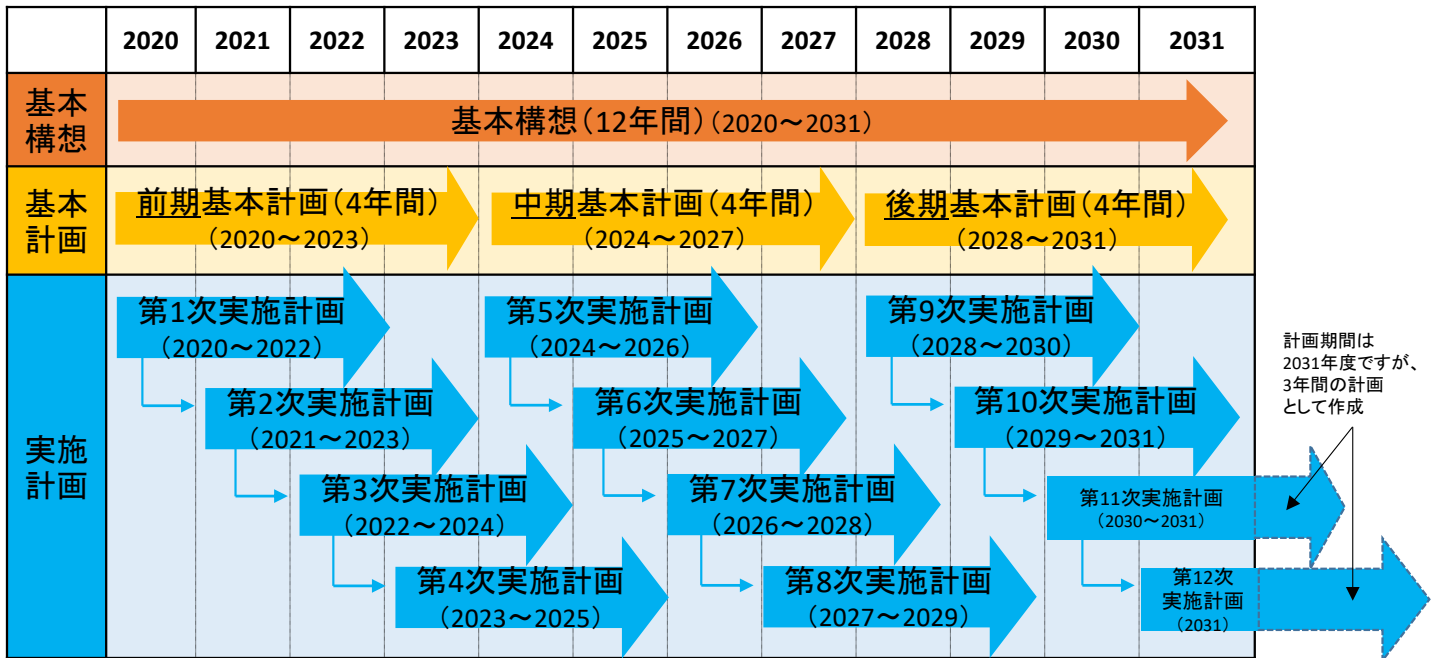 2020 2021 2022 2023 2024 2025 2026 2027 2028 2029 2030 2031
基本
構想
基本構想（12年間）（2020～2031）
基本
計画
前期基本計画（4年間）
（2020～2023）
中期基本計画（4年間）
（2024～2027）
後期基本計画（4年間）
（2028～2031）
実施
計画
第1次実施計画
（2020～2022）
第2次実施計画
（2021～2023）
第3次実施計画
（2022～2024）
第4次実施計画
（2023～2025）
第5次実施計画
（2024～2026）
第6次実施計画
（2025～2027）
第7次実施計画
（2026～2028）
第8次実施計画
（2027～2029）
第9次実施計画
（2028～2030）
第10次実施計画
（2029～2031）
第11次実施計画
（2030～2031）
第12次
実施計画
（2031）
計画期間は
2031年度ですが、
3年間の計画
として作成